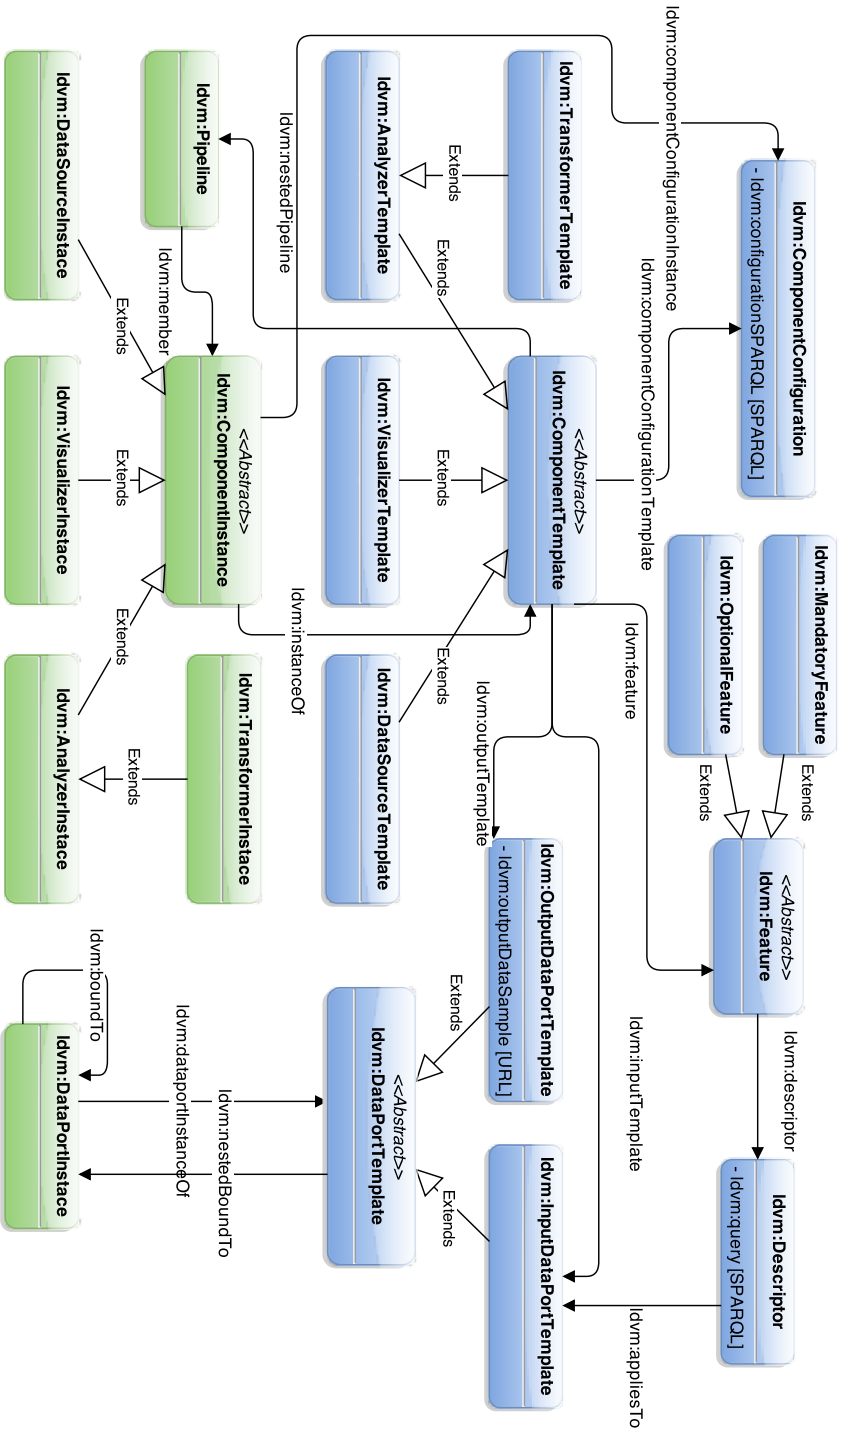 ldvm:MandatoryFeature
Extends
ldvm:OptionalFeature
Extends
ldvm:ComponentConfiguration
- ldvm:configurationSPARQL [SPARQL]
<<Abstract>>
ldvm:Feature
ldvm:descriptor
ldvm:Descriptor
- ldvm:query [SPARQL]
ldvm:componentConfigurationInstance
ldvm:componentConfigurationTemplate
ldvm:feature
ldvm:inputTemplate
ldvm:appliesTo
ldvm:TransformerTemplate
<<Abstract>>
ldvm:ComponentTemplate
ldvm:outputTemplate
ldvm:OutputDataPortTemplate
- ldvm:outputDataSample [URL]
ldvm:InputDataPortTemplate
Extends
Extends
Extends
Extends
Extends
Extends
ldvm:AnalyzerTemplate
ldvm:VisualizerTemplate
ldvm:DataSourceTemplate
<<Abstract>>
ldvm:DataPortTemplate
ldvm:nestedPipeline
ldvm:instanceOf
ldvm:Pipeline
ldvm:member
<<Abstract>>
ldvm:ComponentInstance
ldvm:TransformerInstace
ldvm:nestedBoundTo
ldvm:dataportInstanceOf
Extends
Extends
Extends
Extends
ldvm:boundTo
ldvm:DataSourceInstace
ldvm:VisualizerInstace
ldvm:AnalyzerInstace
ldvm:DataPortInstace